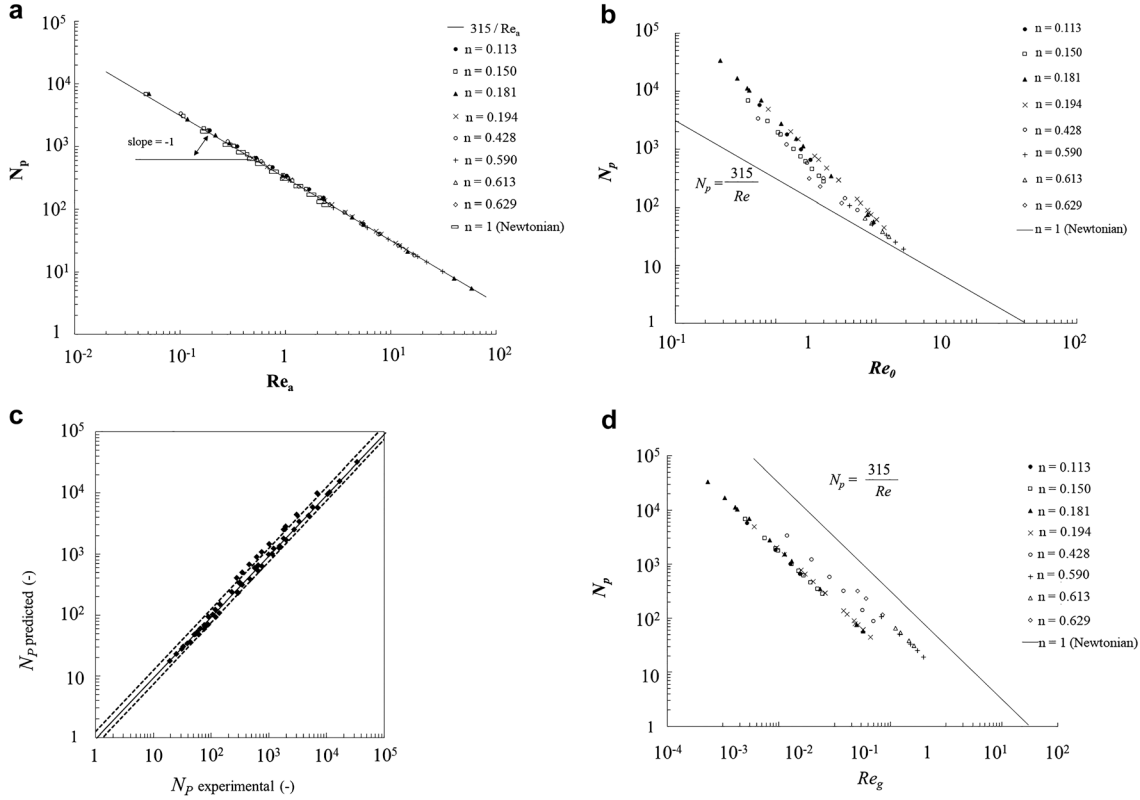 a
10^5
10^4
10^3
10^2
10^1
1
N_p
10^-2
10^-1
1
10^1
10^2
Re_a
slope = -1
315 / Re_a
n = 0.113
n = 0.150
n = 0.181
n = 0.194
n = 0.428
n = 0.590
n = 0.613
n = 0.629
n = 1 (Newtonian)
b
10^5
10^4
10^3
10^2
10
1
N_p
10^-1
1
10
10^2
Re_0
N_p = 315 / Re
n = 0.113
n = 0.150
n = 0.181
n = 0.194
n = 0.428
n = 0.590
n = 0.613
n = 0.629
n = 1 (Newtonian)
c
10^5
10^4
10^3
10^2
10
1
N_P predicted (-)
1
10
10^2
10^3
10^4
10^5
N_P experimental (-)
d
10^5
10^4
10^3
10^2
10
1
N_p
10^-4
10^-3
10^-2
10^-1
1
10
10^2
Re_g
N_p = 315 / Re
n = 0.113
n = 0.150
n = 0.181
n = 0.194
n = 0.428
n = 0.590
n = 0.613
n = 0.629
n = 1 (Newtonian)